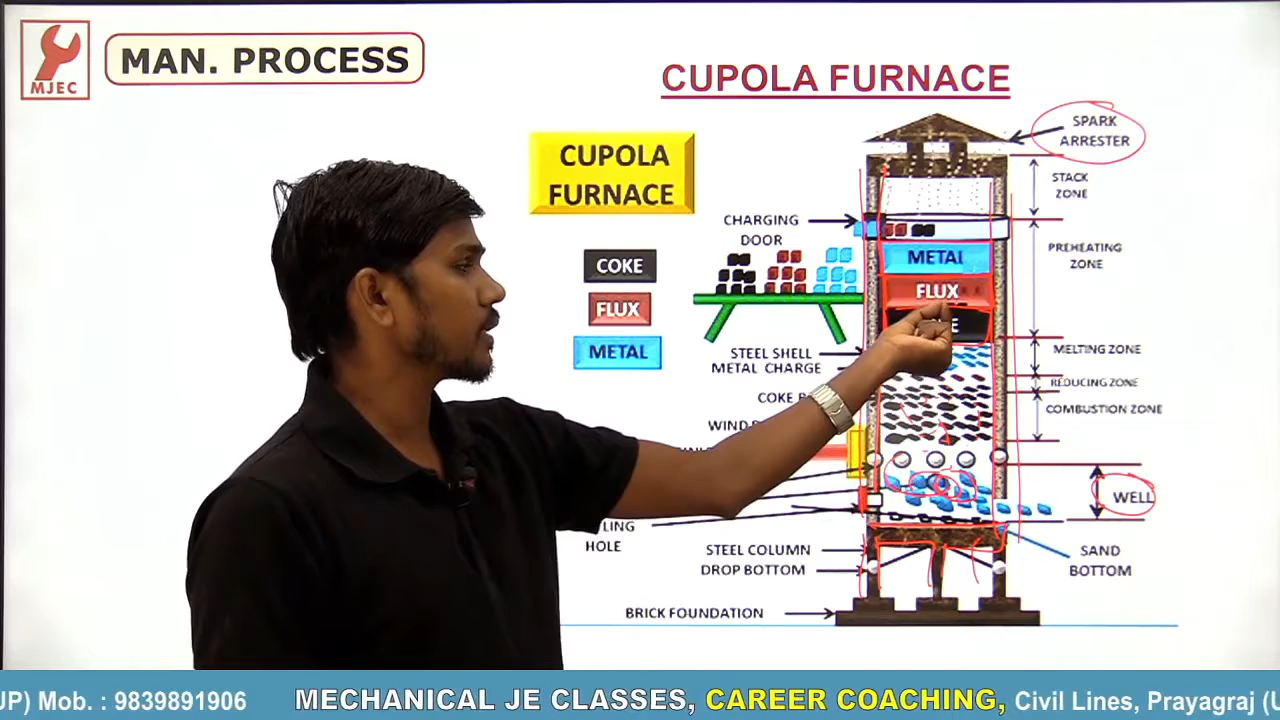 MJEC
MAN. PROCESS
CUPOLA FURNACE
CUPOLA
FURNACE
COKE
FLUX
METAL
SPARK
ARRESTER
STACK
ZONE
CHARGING
DOOR
PREHEATING
ZONE
METAL
FLUX
STEEL SHELL
METAL CHARGE
MELTING ZONE
REDUCING ZONE
COMBUSTION ZONE
WELL
HOLE
STEEL COLUMN
DROP BOTTOM
SAND
BOTTOM
BRICK FOUNDATION
UP) Mob. : 9839891906 MECHANICAL JE CLASSES, CAREER COACHING, Civil Lines, Prayagraj (U